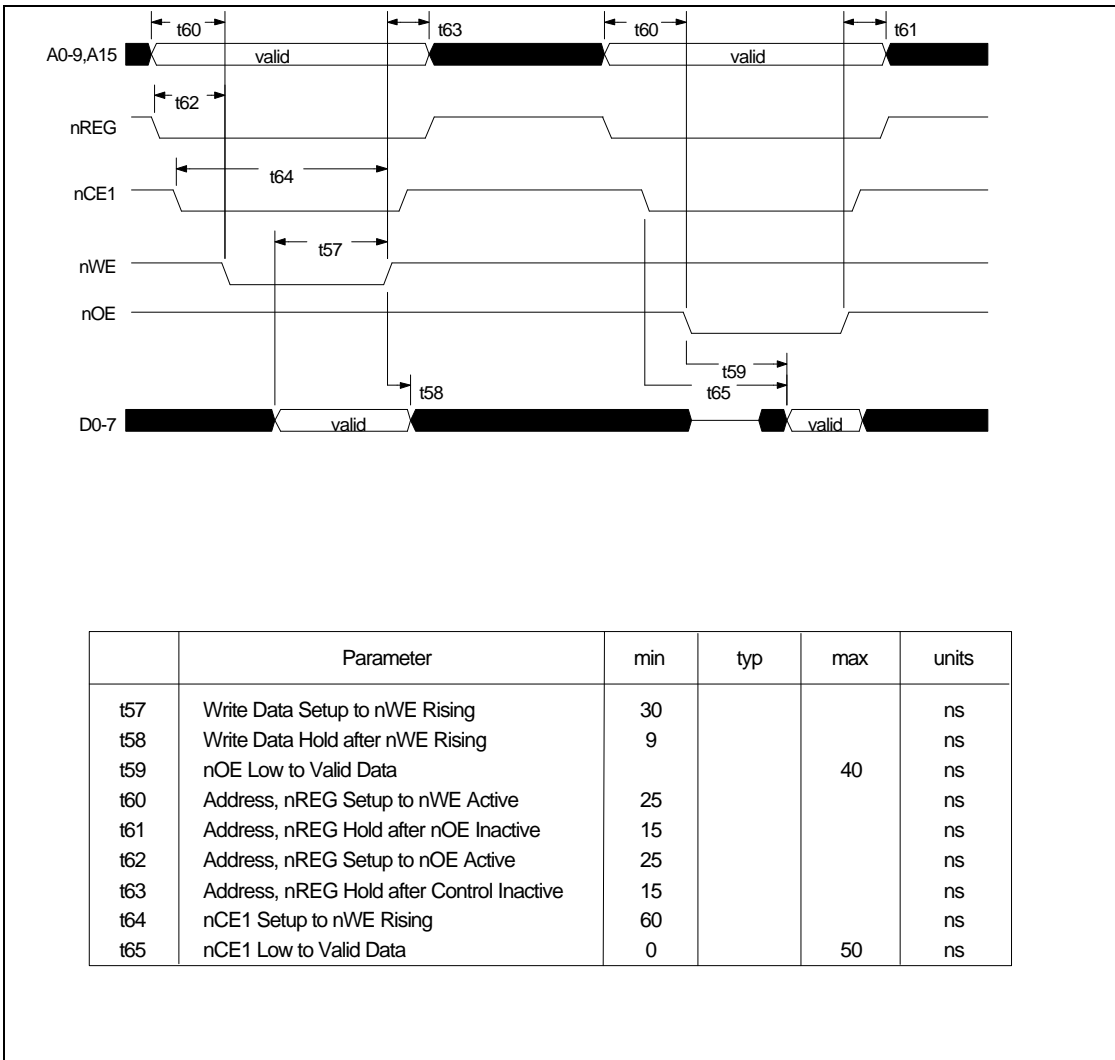 t60 t63 t60 t61
A0-9,A15 valid valid
t62
nREG
t64
nCE1
t57
nWE
nOE
t59
t58 t65
D0-7 valid valid
Parameter min typ max units
t57 Write Data Setup to nWE Rising 30 ns
t58 Write Data Hold after nWE Rising 9 ns
t59 nOE Low to Valid Data 40 ns
t60 Address, nREG Setup to nWE Active 25 ns
t61 Address, nREG Hold after nOE Inactive 15 ns
t62 Address, nREG Setup to nOE Active 25 ns
t63 Address, nREG Hold after Control Inactive 15 ns
t64 nCE1 Setup to nWE Rising 60 ns
t65 nCE1 Low to Valid Data 0 50 ns